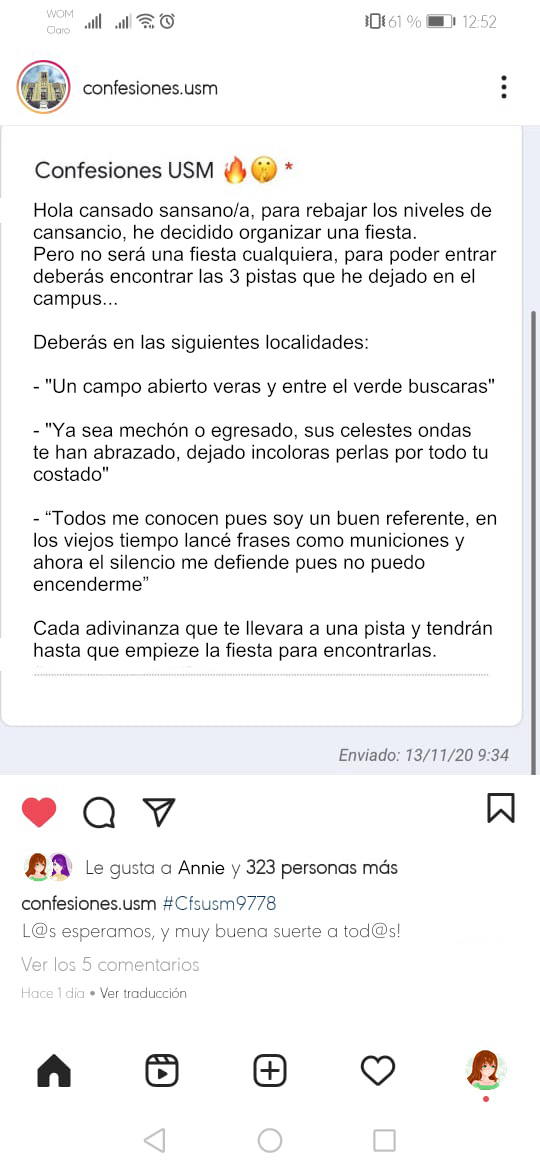 WOM
Claro
61 % 12:52
confesiones.usm
Confesiones USM 🔥🤫 *
Hola cansado sansano/a, para rebajar los niveles de
cansancio, he decidido organizar una fiesta.
Pero no será una fiesta cualquiera, para poder entrar
deberás encontrar las 3 pistas que he dejado en el
campus...
Deberás en las siguientes localidades:
- "Un campo abierto veras y entre el verde buscaras"
- "Ya sea mechón o egresado, sus celestes ondas
te han abrazado, dejado incoloras perlas por todo tu
costado"
- “Todos me conocen pues soy un buen referente, en
los viejos tiempo lancé frases como municiones y
ahora el silencio me defiende pues no puedo
encenderme”
Cada adivinanza que te llevara a una pista y tendrán
hasta que empieze la fiesta para encontrarlas.
Enviado: 13/11/20 9:34
Le gusta a Annie y 323 personas más
confesiones.usm #Cfsusm9778
L@s esperamos, y muy buena suerte a tod@s!
Ver los 5 comentarios
Hace 1 día • Ver traducción